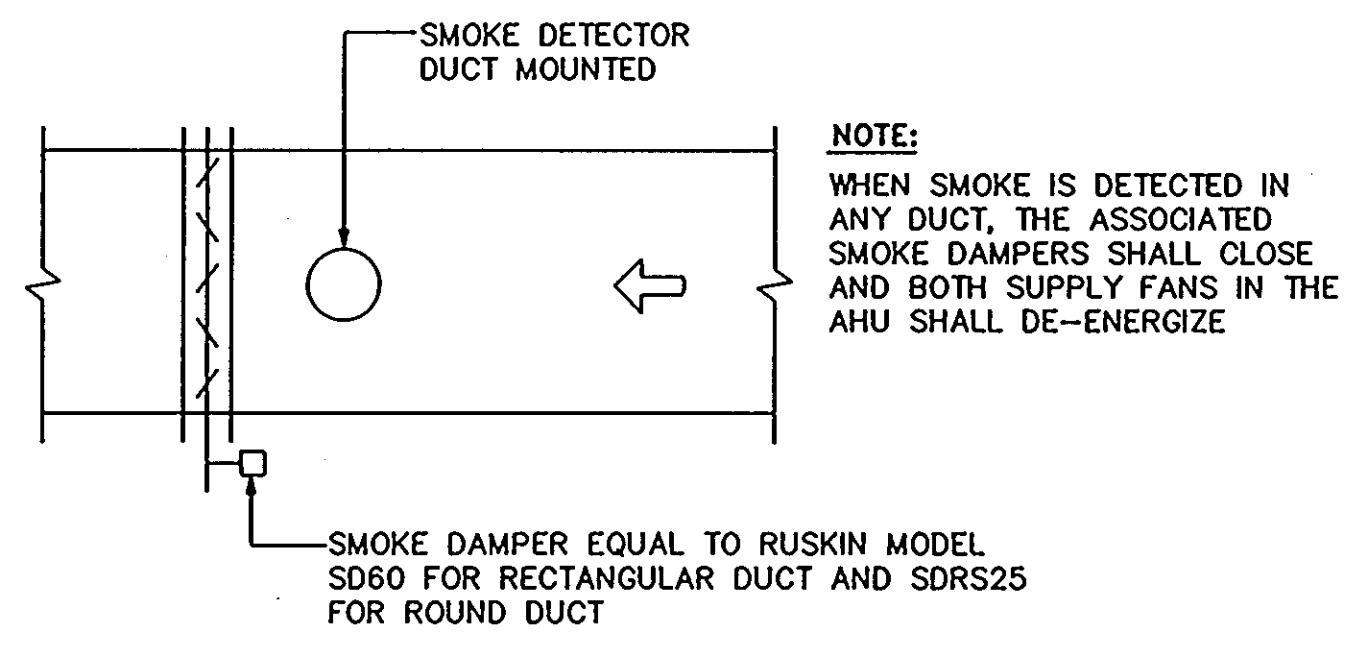 SMOKE DETECTOR
DUCT MOUNTED
NOTE:
WHEN SMOKE IS DETECTED IN
ANY DUCT, THE ASSOCIATED
SMOKE DAMPERS SHALL CLOSE
AND BOTH SUPPLY FANS IN THE
AHU SHALL DE-ENERGIZE
SMOKE DAMPER EQUAL TO RUSKIN MODEL
SD60 FOR RECTANGULAR DUCT AND SDRS25
FOR ROUND DUCT